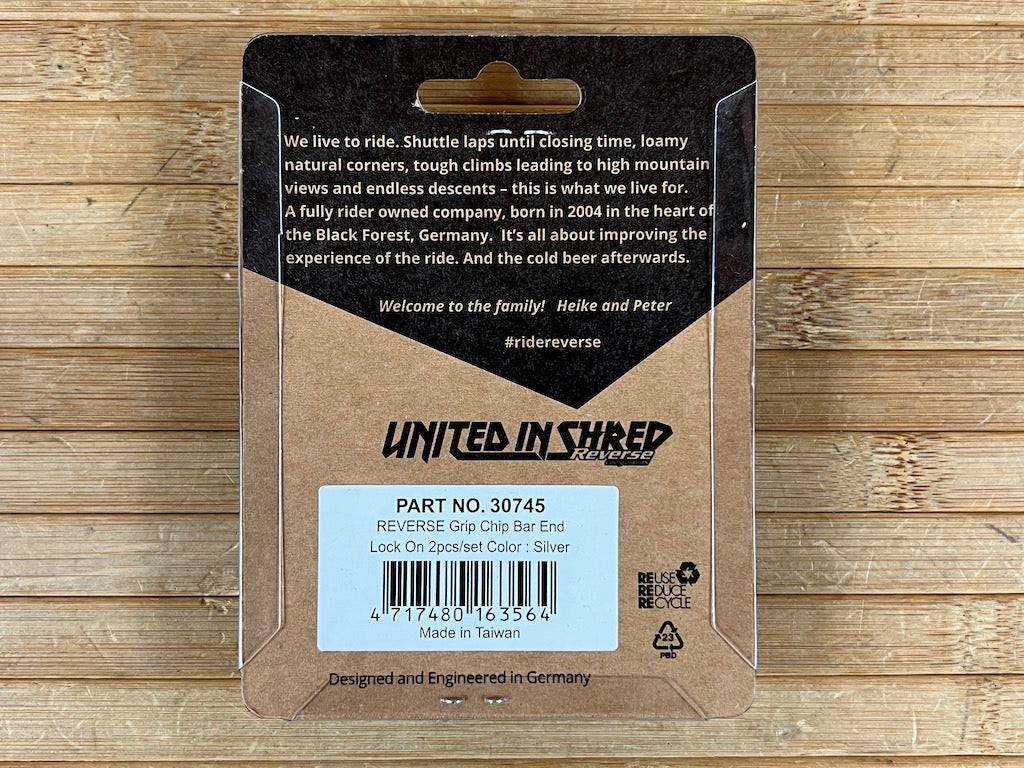 We live to ride. Shuttle laps until closing time, loamy
natural corners, tough climbs leading to high mountain
views and endless descents – this is what we live for.
A fully rider owned company, born in 2004 in the heart of
the Black Forest, Germany. It's all about improving the
experience of the ride. And the cold beer afterwards.
Welcome to the family! Heike and Peter
#ridereverse
UNITED IN SHRED
Reverse
PART NO. 30745
REVERSE Grip Chip Bar End
Lock On 2pcs/set Color : Silver
4 717480 163564
Made in Taiwan
REUSE
REDUCE
RECYCLE
23
PBD
Designed and Engineered in Germany